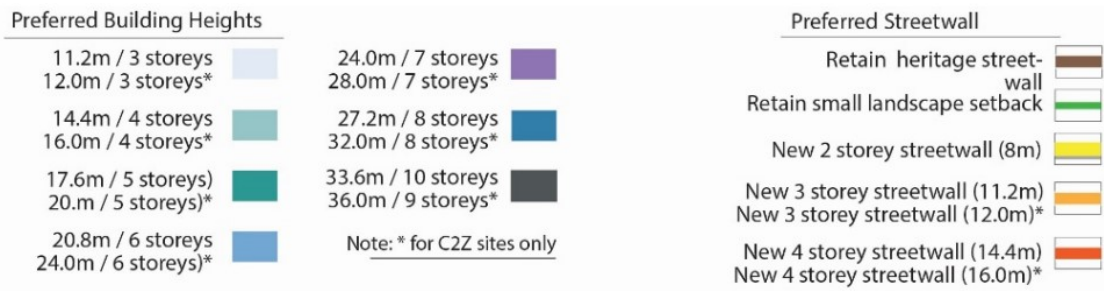 Preferred Building Heights
11.2m / 3 storeys
12.0m / 3 storeys*
14.4m / 4 storeys
16.0m / 4 storeys*
17.6m / 5 storeys)
20.m / 5 storeys)*
20.8m / 6 storeys
24.0m / 6 storeys)*
24.0m / 7 storeys
28.0m / 7 storeys*
27.2m / 8 storeys
32.0m / 8 storeys*
33.6m / 10 storeys
36.0m / 9 storeys*
Note: * for C2Z sites only
Preferred Streetwall
Retain heritage street-
wall
Retain small landscape setback
New 2 storey streetwall (8m)
New 3 storey streetwall (11.2m)
New 3 storey streetwall (12.0m)*
New 4 storey streetwall (14.4m)
New 4 storey streetwall (16.0m)*